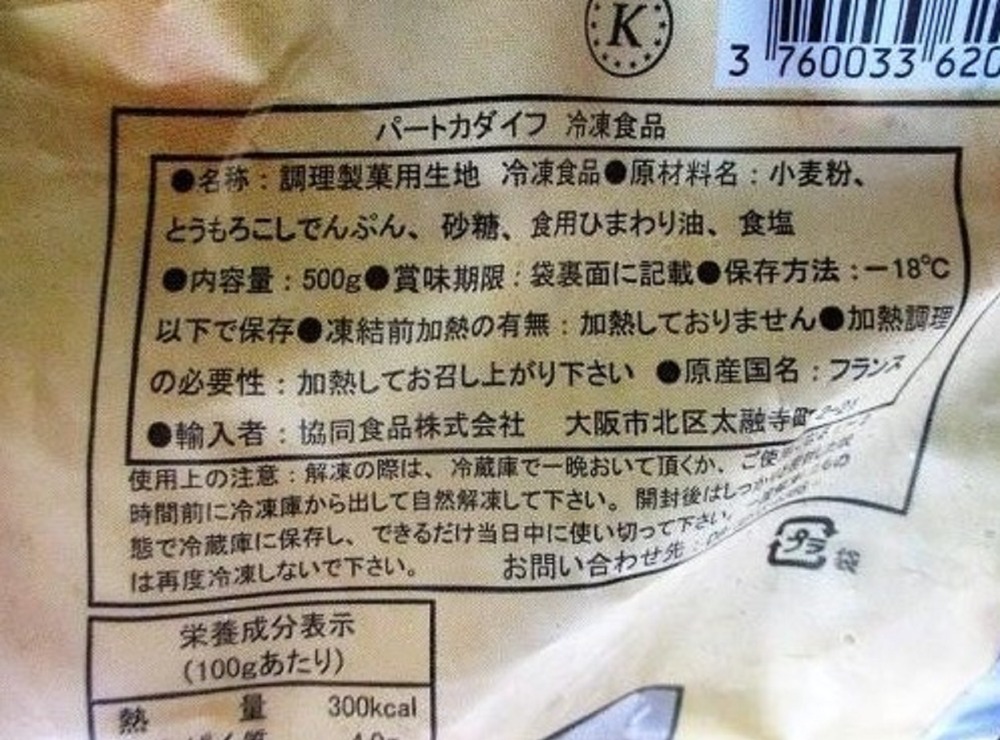 K
3 760033 620
パートカダイフ 冷凍食品
●名称:調理製菓用生地 冷凍食品●原材料名:小麦粉、
とうもろこしでんぷん、砂糖、食用ひまわり油、食塩
●内容量:500g●賞味期限:袋裏面に記載●保存方法:-18℃
以下で保存●凍結前加熱の有無:加熱しておりません●加熱調理
の必要性:加熱してお召し上がり下さい ●原産国名:フランス
●輸入者:協同食品株式会社 大阪市北区太融寺町
使用上の注意:解凍の際は、冷蔵庫で一晩おいて頂くか、ご使
時間前に冷凍庫から出して自然解凍して下さい。開封後はしっか
態で冷蔵庫に保存し、できるだけ当日中に使い切って下さい。
は再度冷凍しないで下さい。 お問い合わせ先:
プラ 袋
栄養成分表示
(100gあたり)
熱 量 300kcal